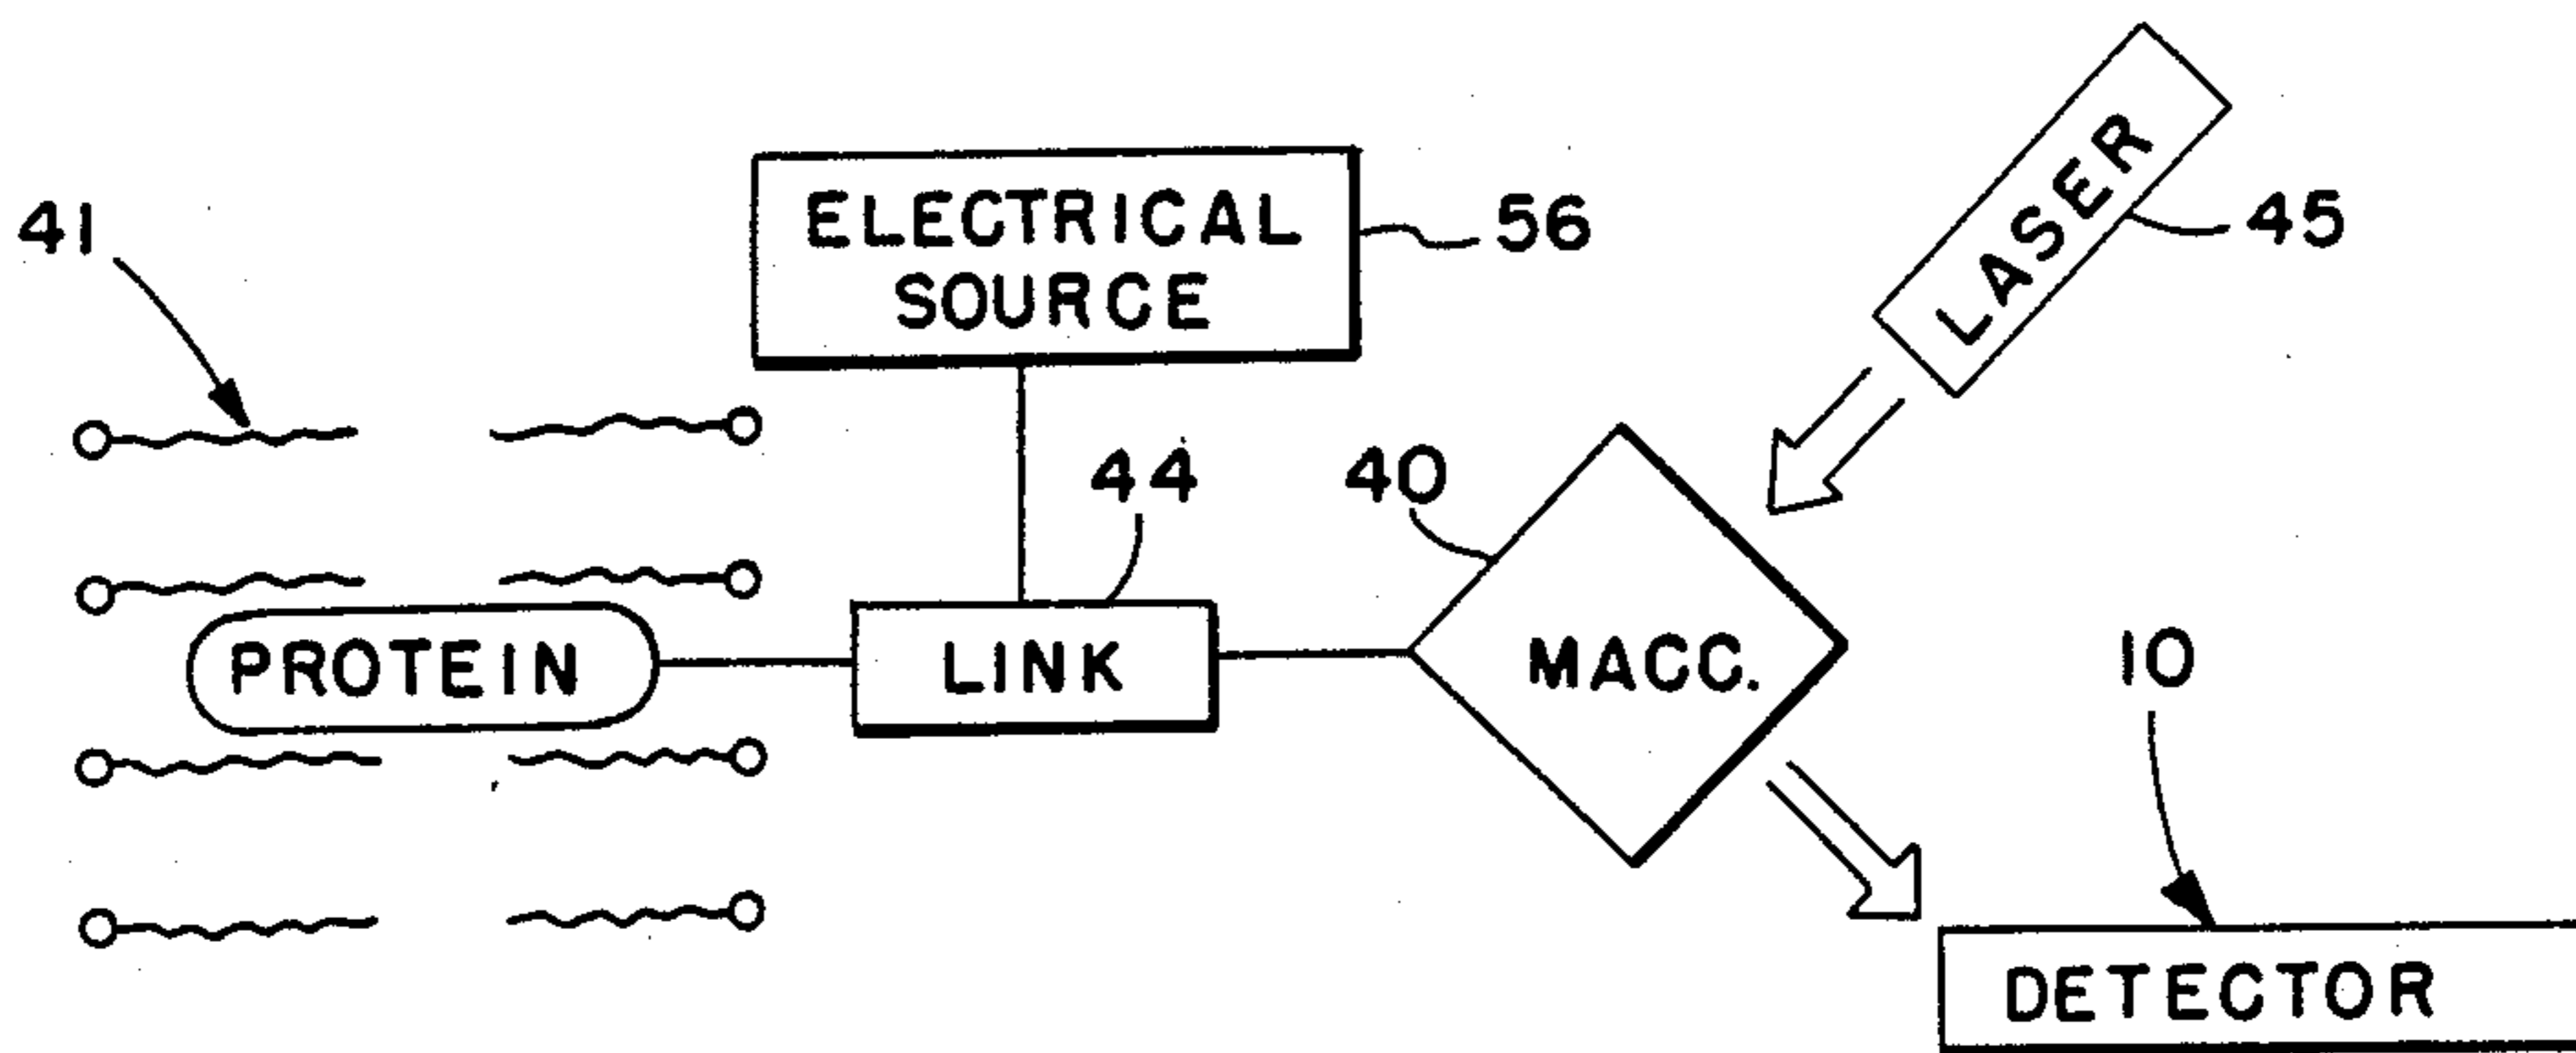 41
ELECTRICAL
SOURCE
56
LASER
45
44
40
PROTEIN
LINK
MACC.
10
DETECTOR